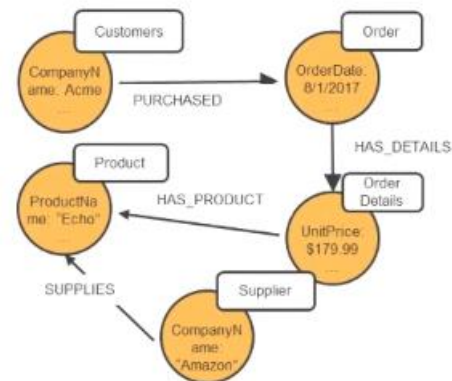 Customers
CompanyN
ame: Acme
....
PURCHASED
Order
OrderDate:
8/1/2017
....
HAS_DETAILS
Order
Details
UnitPrice:
$179.99
....
HAS_PRODUCT
Product
ProductNa
me: "Echo"
....
SUPPLIES
Supplier
CompanyN
ame:
"Amazon"